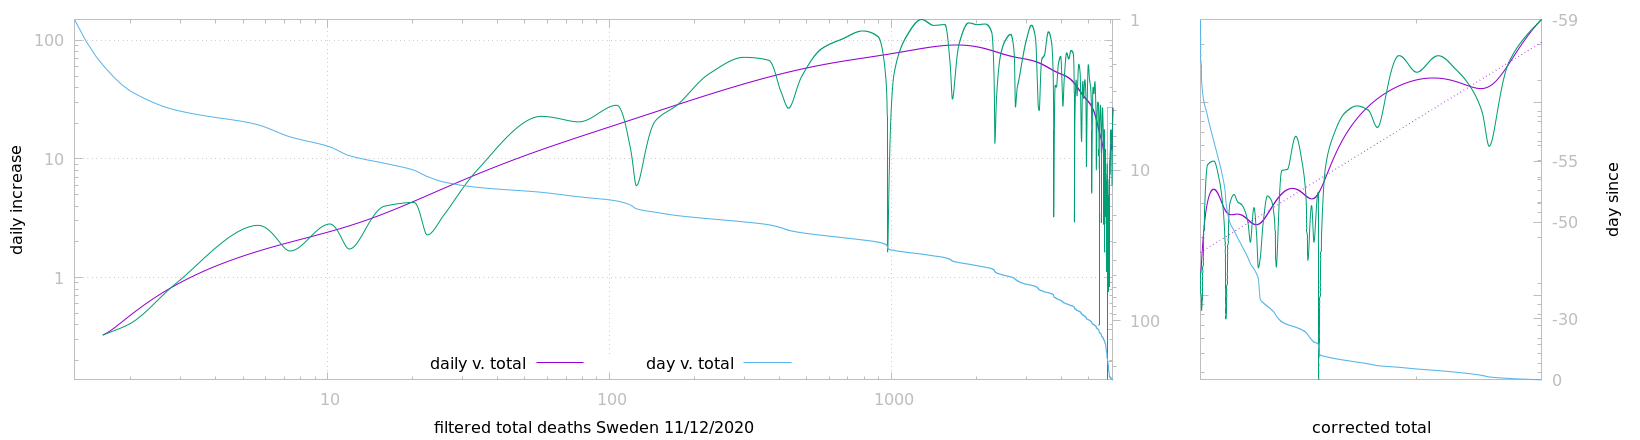 100
10
1
daily increase
1
10
100
daily v. total
day v. total
10
100
1000
filtered total deaths Sweden 11/12/2020
-59
-55
-50
-30
0
day since
corrected total